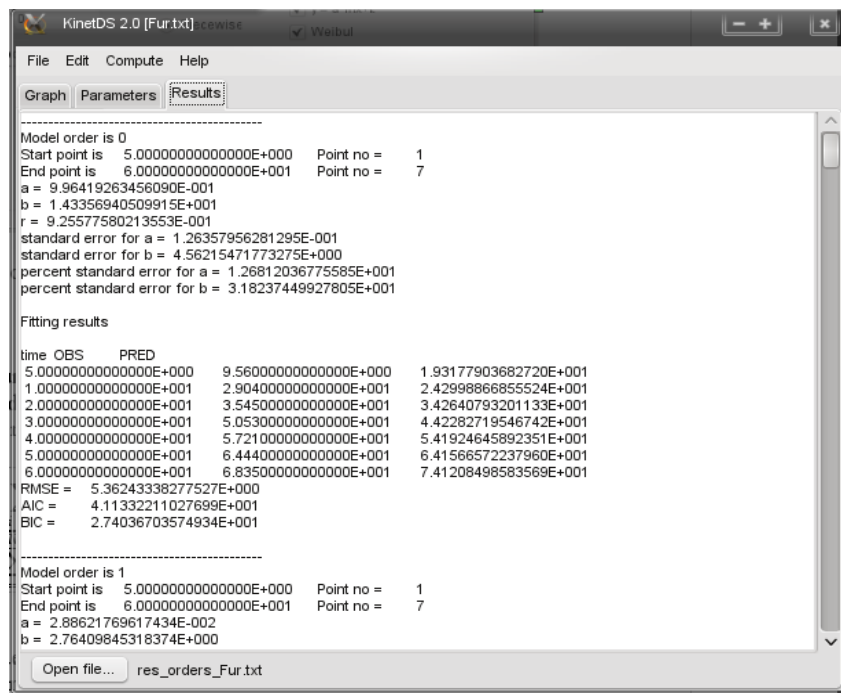 KinetDS 2.0 [Fur.txt]
Weibul
File Edit Compute Help
Graph Parameters Results
--------------------------------------------
Model order is 0
Start point is 5.00000000000000E+000 Point no = 1
End point is 6.00000000000000E+001 Point no = 7
a = 9.96419263456090E-001
b = 1.43356940509915E+001
r = 9.25577580213553E-001
standard error for a = 1.26357956281295E-001
standard error for b = 4.56215471773275E+000
percent standard error for a = 1.26812036775585E+001
percent standard error for b = 3.18237449927805E+001
Fitting results
time OBS PRED
5.00000000000000E+000 9.56000000000000E+000 1.93177903682720E+001
1.00000000000000E+001 2.90400000000000E+001 2.42998866855524E+001
2.00000000000000E+001 3.54500000000000E+001 3.42640793201133E+001
3.00000000000000E+001 5.05300000000000E+001 4.42282719546742E+001
4.00000000000000E+001 5.72100000000000E+001 5.41924645892351E+001
5.00000000000000E+001 6.44400000000000E+001 6.41566572237960E+001
6.00000000000000E+001 6.83500000000000E+001 7.41208498583569E+001
RMSE = 5.36243338277527E+000
AIC = 4.11332211027699E+001
BIC = 2.74036703574934E+001
--------------------------------------------
Model order is 1
Start point is 5.00000000000000E+000 Point no = 1
End point is 6.00000000000000E+001 Point no = 7
a = 2.88621769617434E-002
b = 2.76409845318374E+000
Open file... res_orders_Fur.txt